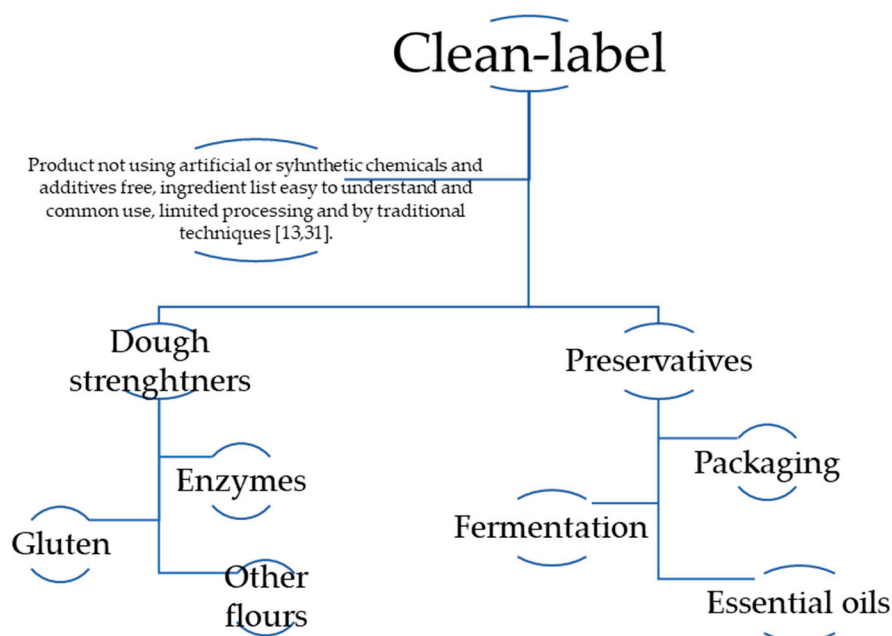 Clean-label
Product not using artificial or syhnthetic chemicals and
additives free, ingredient list easy to understand and
common use, limited processing and by traditional
techniques [13,31].
Dough
strenghtners
Preservatives
Enzymes
Packaging
Gluten
Fermentation
Other
flours
Essential oils